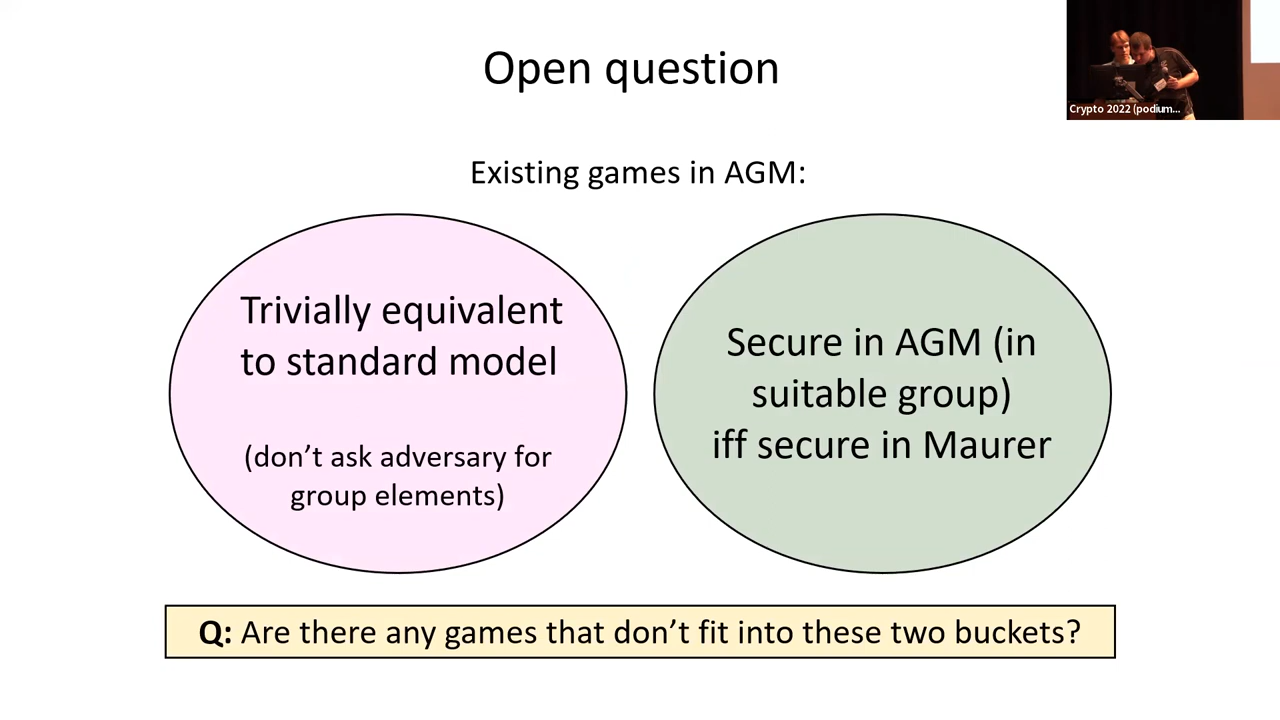 Open question
Crypto 2022 (podium...
Existing games in AGM:
Trivially equivalent
to standard model
(don't ask adversary for
group elements)
Secure in AGM (in
suitable group)
iff secure in Maurer
Q: Are there any games that don't fit into these two buckets?